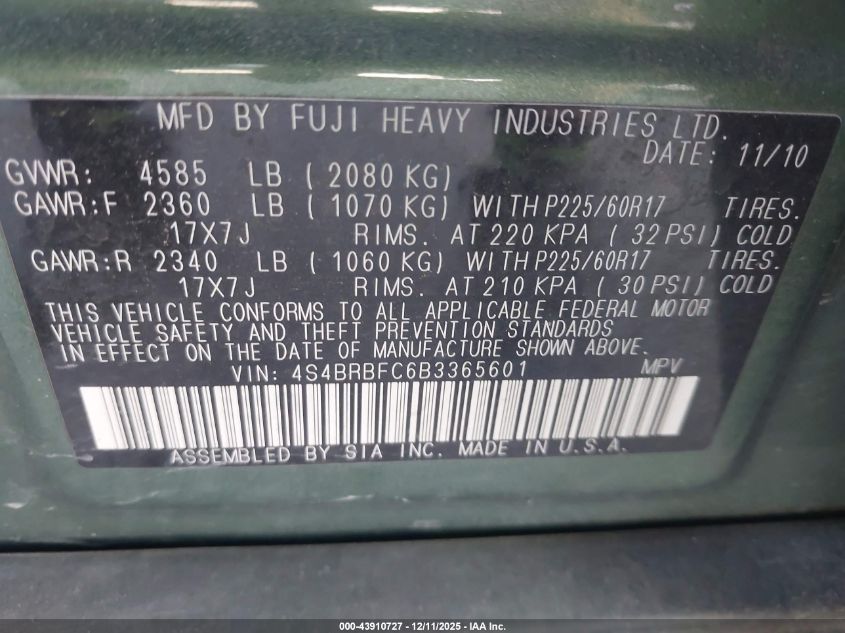 MFD BY FUJI HEAVY INDUSTRIES LTD.
DATE: 11/10
GVWR: 4585 LB ( 2080 KG)
GAWR:F 2360 LB ( 1070 KG) WITH P225/60R17 TIRES.
17X7J RIMS. AT 220 KPA ( 32 PSI) COLD
GAWR:R 2340 LB ( 1060 KG) WITH P225/60R17 TIRES.
17X7J RIMS. AT 210 KPA ( 30 PSI) COLD
THIS VEHICLE CONFORMS TO ALL APPLICABLE FEDERAL MOTOR
VEHICLE SAFETY AND THEFT PREVENTION STANDARDS
IN EFFECT ON THE DATE OF MANUFACTURE SHOWN ABOVE.
VIN: 4S4BRBFC6B3365601 MPV
ASSEMBLED BY SIA INC. MADE IN U.S.A.
000-43910727 - 12/11/2025 - IAA Inc.